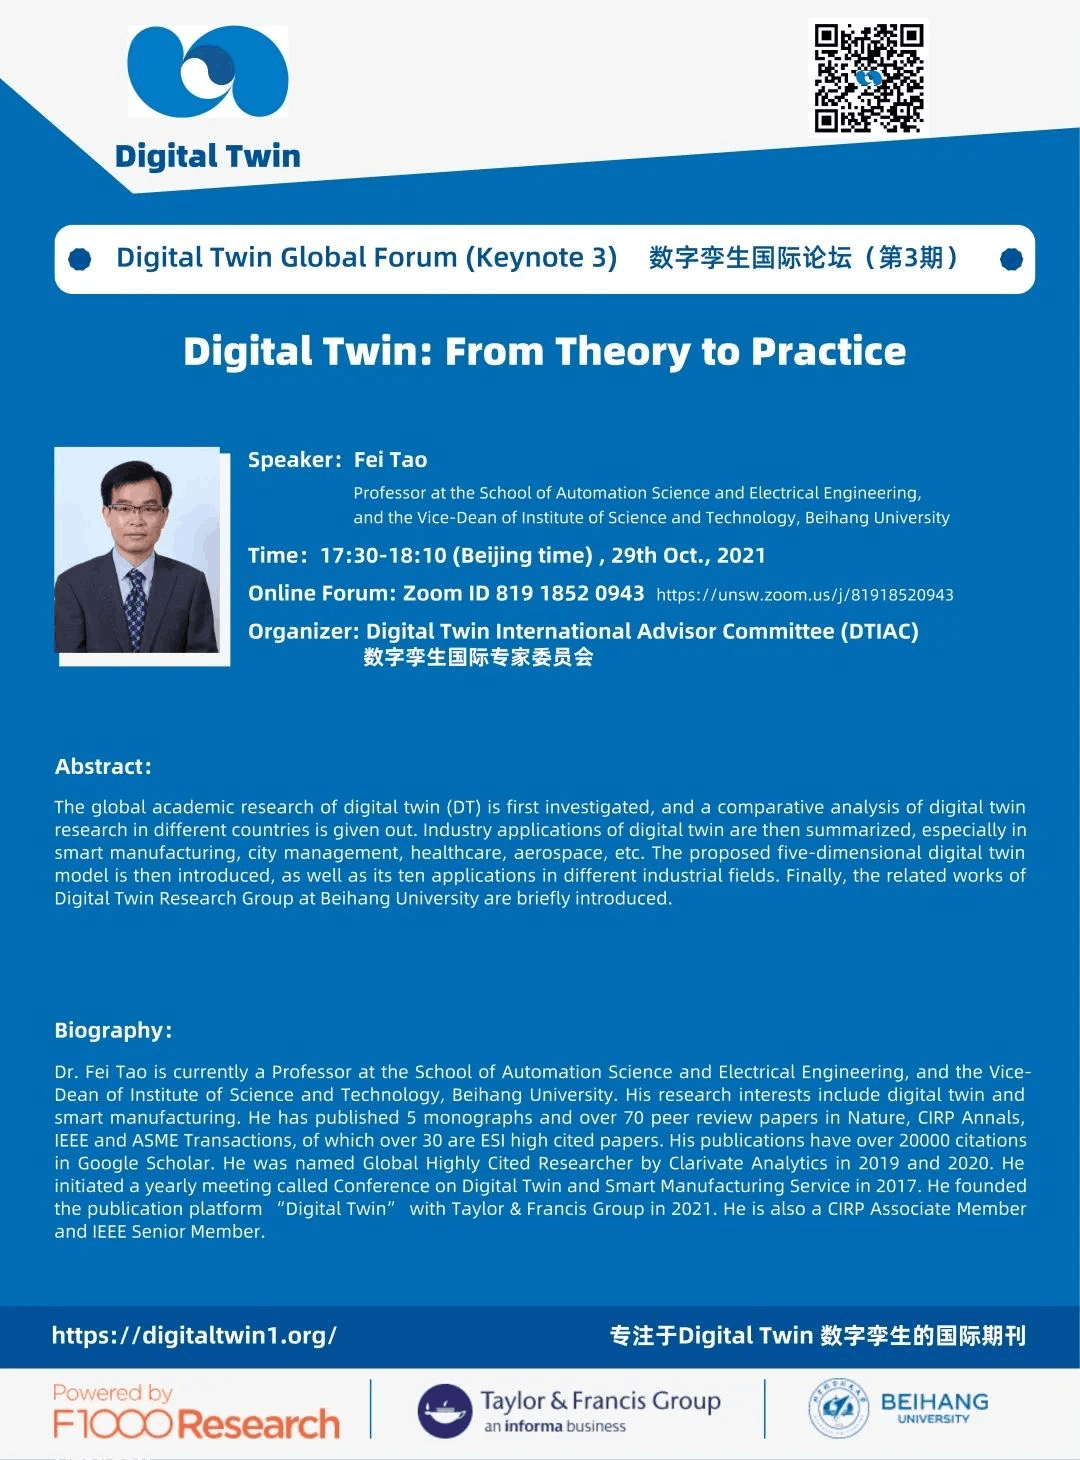 Digital Twin
Digital Twin Global Forum (Keynote 3) 数字孪生国际论坛（第3期）
Digital Twin: From Theory to Practice
Speaker: Fei Tao
Professor at the School of Automation Science and Electrical Engineering,
and the Vice-Dean of Institute of Science and Technology, Beihang University
Time: 17:30-18:10 (Beijing time) , 29th Oct., 2021
Online Forum: Zoom ID 819 1852 0943 https://unsw.zoom.us/j/81918520943
Organizer: Digital Twin International Advisor Committee (DTIAC)
数字孪生国际专家委员会
Abstract:
The global academic research of digital twin (DT) is first investigated, and a comparative analysis of digital twin
research in different countries is given out. Industry applications of digital twin are then summarized, especially in
smart manufacturing, city management, healthcare, aerospace, etc. The proposed five-dimensional digital twin
model is then introduced, as well as its ten applications in different industrial fields. Finally, the related works of
Digital Twin Research Group at Beihang University are briefly introduced.
Biography:
Dr. Fei Tao is currently a Professor at the School of Automation Science and Electrical Engineering, and the Vice-
Dean of Institute of Science and Technology, Beihang University. His research interests include digital twin and
smart manufacturing. He has published 5 monographs and over 70 peer review papers in Nature, CIRP Annals,
IEEE and ASME Transactions, of which over 30 are ESI high cited papers. His publications have over 20000 citations
in Google Scholar. He was named Global Highly Cited Researcher by Clarivate Analytics in 2019 and 2020. He
initiated a yearly meeting called Conference on Digital Twin and Smart Manufacturing Service in 2017. He founded
the publication platform “Digital Twin” with Taylor & Francis Group in 2021. He is also a CIRP Associate Member
and IEEE Senior Member.
https://digitaltwin1.org/ 专注于Digital Twin 数字孪生的国际期刊
Powered by
F1000Research
Taylor & Francis Group
an informa business
BEIHANG
UNIVERSITY